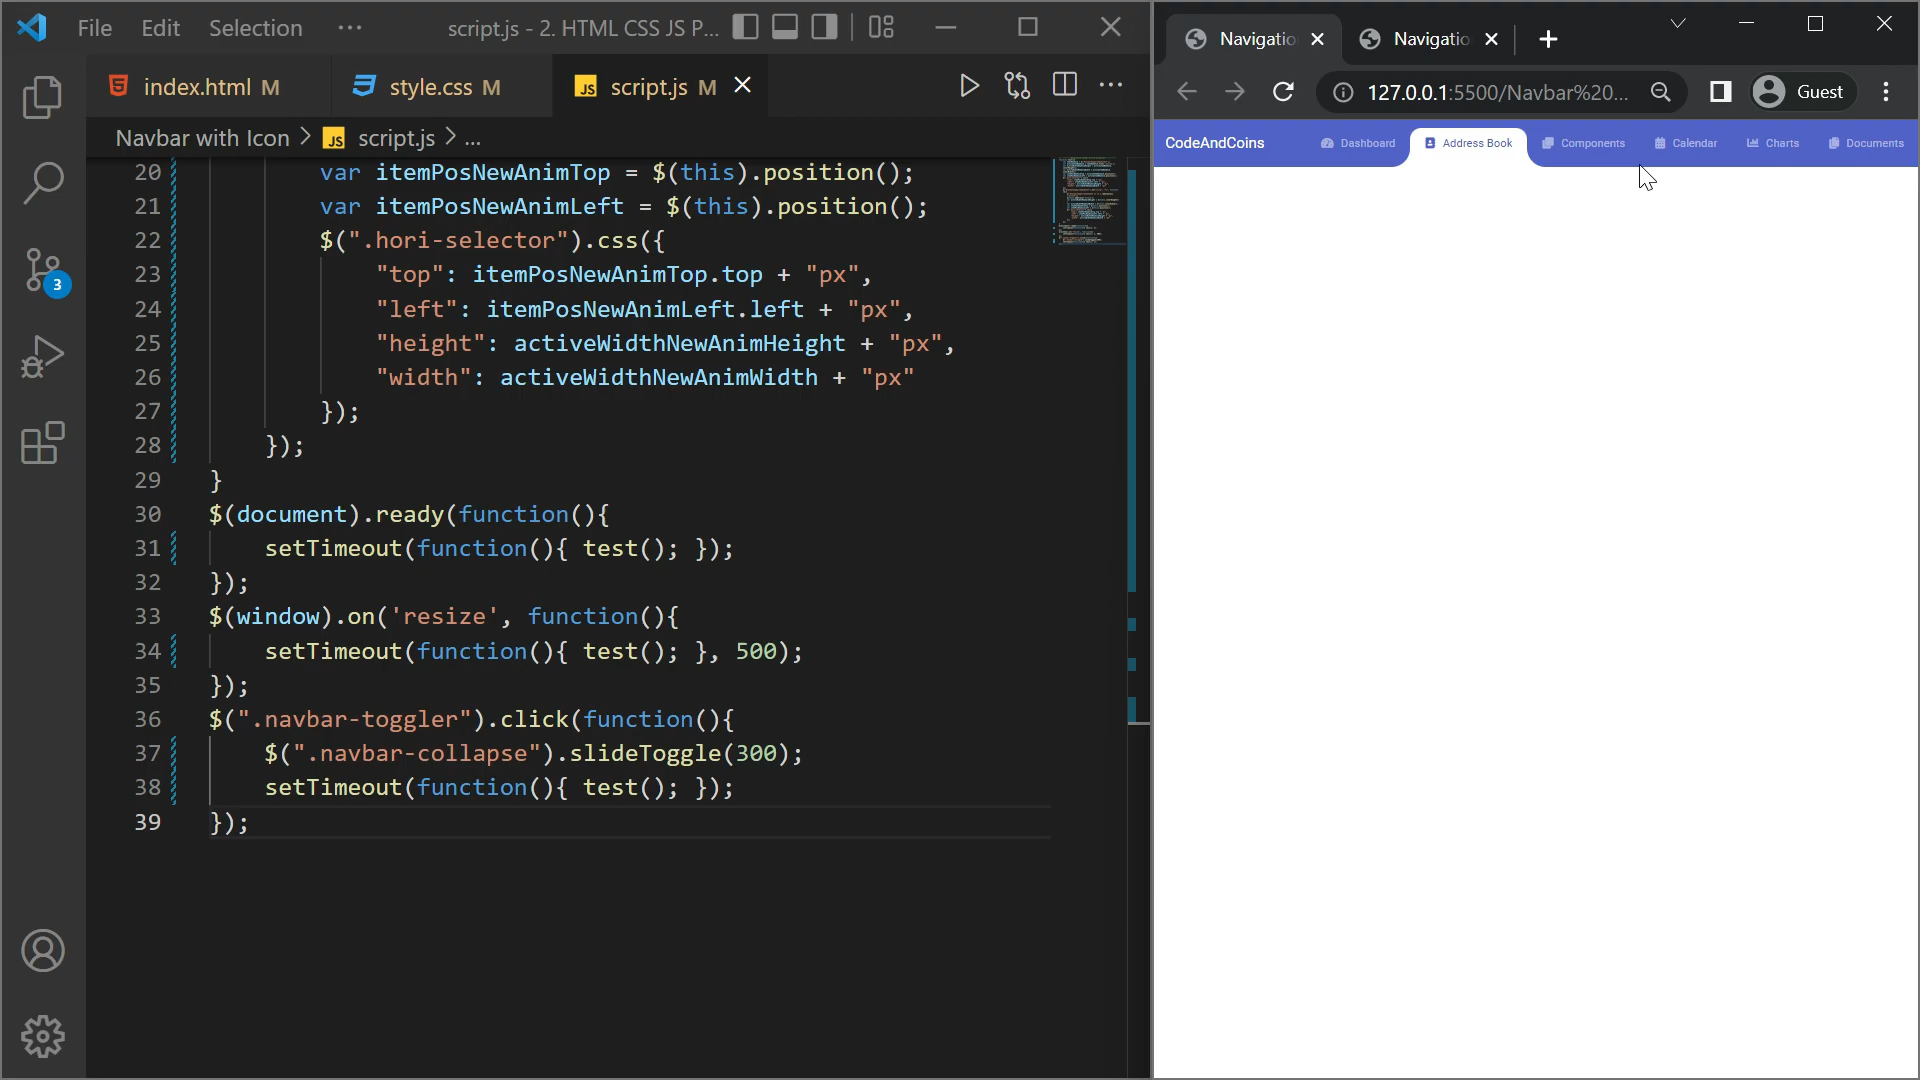 File Edit Selection ··· script.js - 2. HTML CSS JS P...
index.html M style.css M script.js M
Navbar with Icon > script.js > ...
20 var itemPosNewAnimTop = $(this).position();
21 var itemPosNewAnimLeft = $(this).position();
22 $(".hori-selector").css({
23 "top": itemPosNewAnimTop.top + "px",
24 "left": itemPosNewAnimLeft.left + "px",
25 "height": activeWidthNewAnimHeight + "px",
26 "width": activeWidthNewAnimWidth + "px"
27 });
28 });
29 }
30 $(document).ready(function(){
31 setTimeout(function(){ test(); });
32 });
33 $(window).on('resize', function(){
34 setTimeout(function(){ test(); }, 500);
35 });
36 $(".navbar-toggler").click(function(){
37 $(".navbar-collapse").slideToggle(300);
38 setTimeout(function(){ test(); });
39 });
3
Navigatio Navigatio
127.0.0.1:5500/Navbar%20... Guest
CodeAndCoins Dashboard Address Book Components Calendar Charts Documents